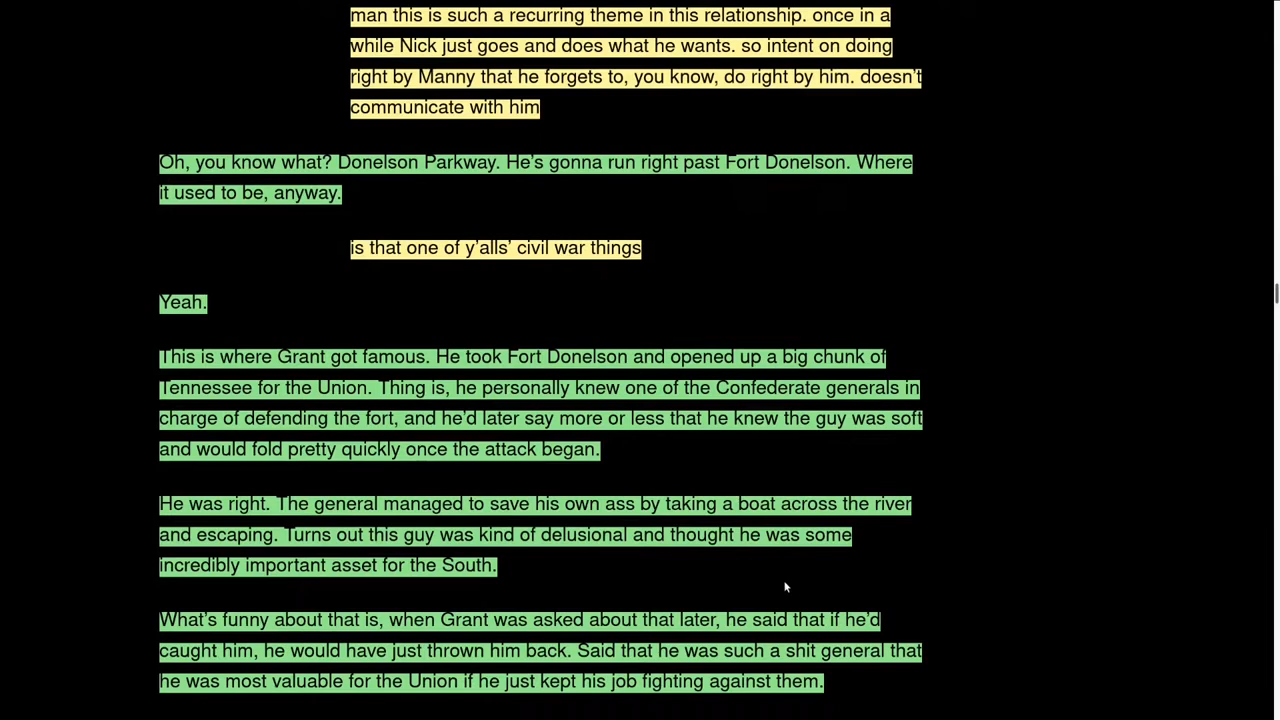 man this is such a recurring theme in this relationship. once in a
while Nick just goes and does what he wants. so intent on doing
right by Manny that he forgets to, you know, do right by him. doesn't
communicate with him
Oh, you know what? Donelson Parkway. He's gonna run right past Fort Donelson. Where
it used to be, anyway.
is that one of y'alls' civil war things
Yeah.
This is where Grant got famous. He took Fort Donelson and opened up a big chunk of
Tennessee for the Union. Thing is, he personally knew one of the Confederate generals in
charge of defending the fort, and he'd later say more or less that he knew the guy was soft
and would fold pretty quickly once the attack began.
He was right. The general managed to save his own ass by taking a boat across the river
and escaping. Turns out this guy was kind of delusional and thought he was some
incredibly important asset for the South.
What's funny about that is, when Grant was asked about that later, he said that if he'd
caught him, he would have just thrown him back. Said that he was such a shit general that
he was most valuable for the Union if he just kept his job fighting against them.